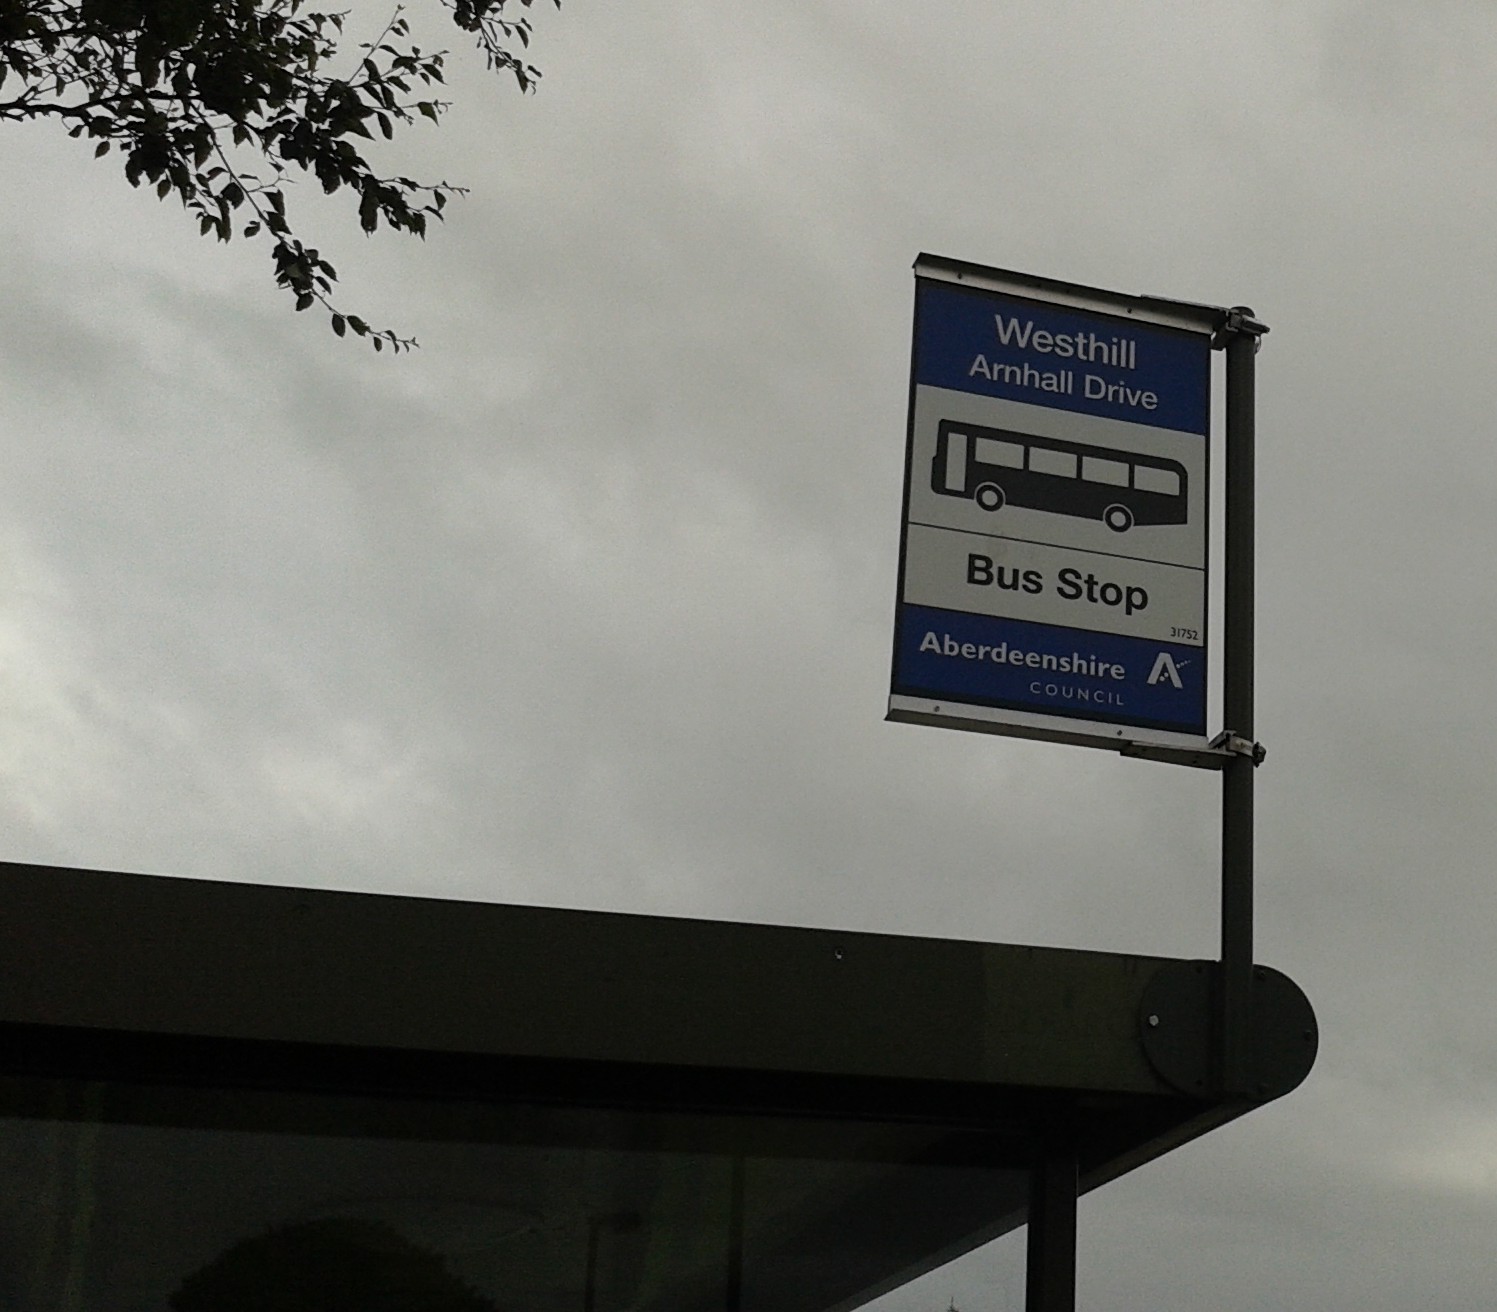 Westhill
Arnhall Drive
Bus Stop
31752
Aberdeenshire
COUNCIL